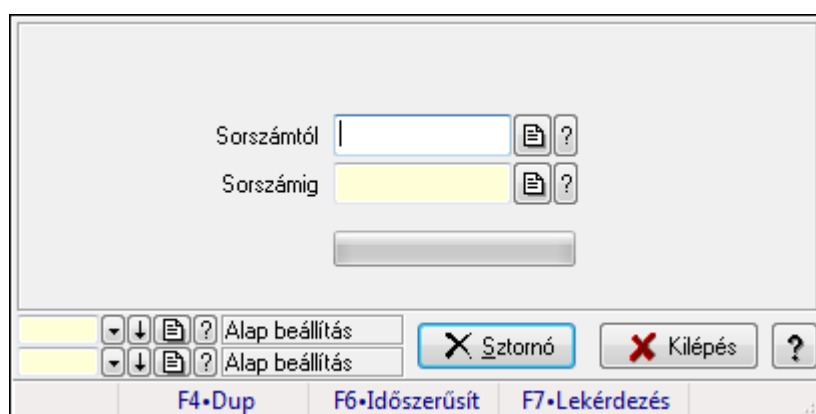 Sorszámtól ?
Sorszámig ?
? Alap beállítás
? Alap beállítás
Sztornó Kilépés ?
F4•Dup F6•Időszerűsít F7•Lekérdezés